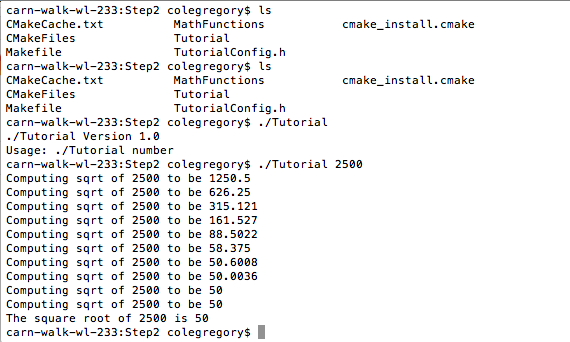 carn-walk-wl-233:Step2 colegregory$ ls
CMakeCache.txt MathFunctions cmake_install.cmake
CMakeFiles Tutorial
Makefile TutorialConfig.h
carn-walk-wl-233:Step2 colegregory$ ls
CMakeCache.txt MathFunctions cmake_install.cmake
CMakeFiles Tutorial
Makefile TutorialConfig.h
carn-walk-wl-233:Step2 colegregory$ ./Tutorial
./Tutorial Version 1.0
Usage: ./Tutorial number
carn-walk-wl-233:Step2 colegregory$ ./Tutorial 2500
Computing sqrt of 2500 to be 1250.5
Computing sqrt of 2500 to be 626.25
Computing sqrt of 2500 to be 315.121
Computing sqrt of 2500 to be 161.527
Computing sqrt of 2500 to be 88.5022
Computing sqrt of 2500 to be 58.375
Computing sqrt of 2500 to be 50.6008
Computing sqrt of 2500 to be 50.0036
Computing sqrt of 2500 to be 50
Computing sqrt of 2500 to be 50
The square root of 2500 is 50
carn-walk-wl-233:Step2 colegregory$